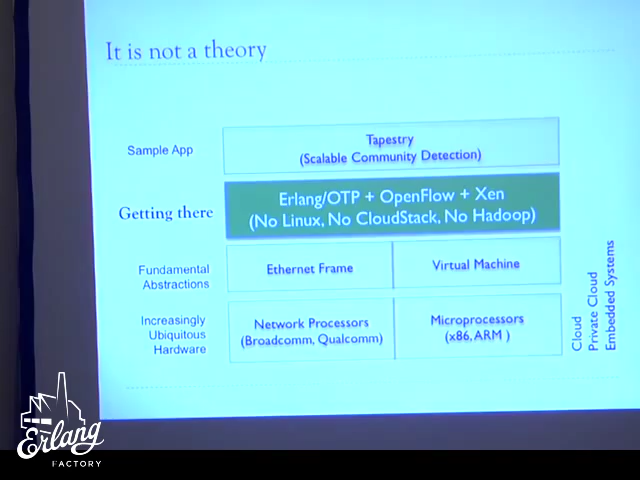 It is not a theory
Sample App
Tapestry
(Scalable Community Detection)
Getting there
Erlang/OTP + OpenFlow + Xen
(No Linux, No CloudStack, No Hadoop)
Fundamental
Abstractions
Ethernet Frame
Virtual Machine
Increasingly
Ubiquitous
Hardware
Network Processors
(Broadcomm, Qualcomm)
Microprocessors
(x86, ARM )
Cloud
Private Cloud
Embedded Systems
Erlang
FACTORY